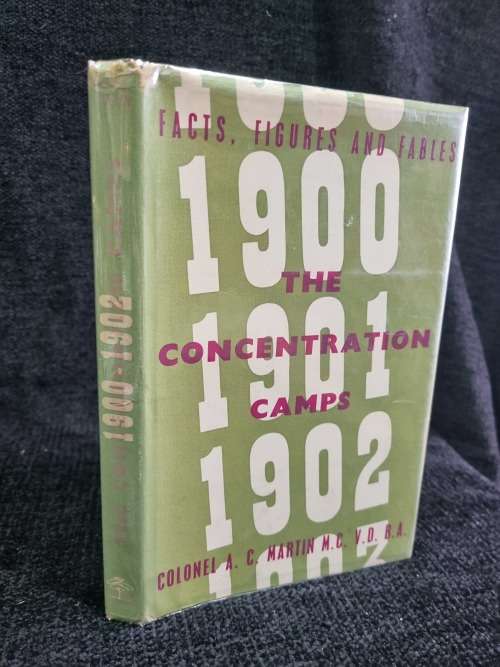 FACTS, FIGURES AND FABLES
1900
THE
1901
CONCENTRATION
CAMPS
1902
COLONEL A. C. MARTIN M.C. V.D. B.A.
1900-1902